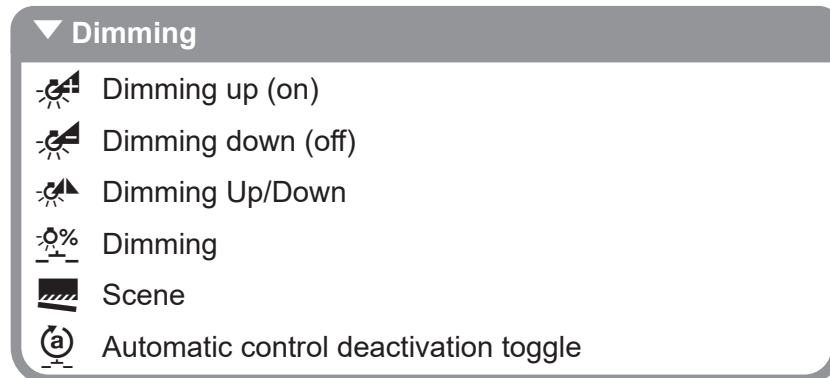 Dimming
Dimming up (on)
Dimming down (off)
Dimming Up/Down
% Dimming
Scene
a Automatic control deactivation toggle